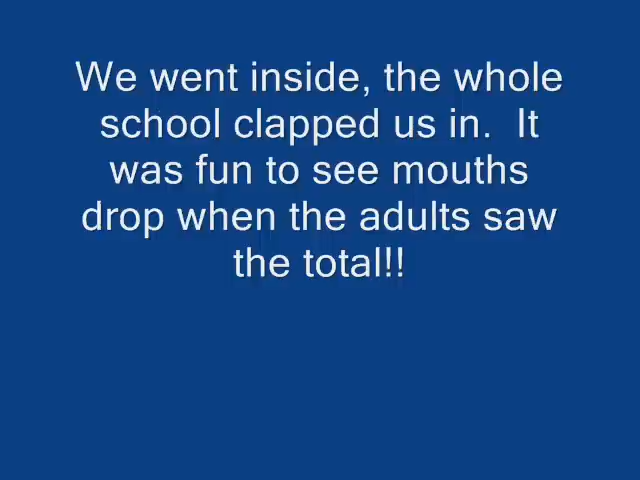 We went inside, the whole
school clapped us in.  It
was fun to see mouths
drop when the adults saw
the total!!